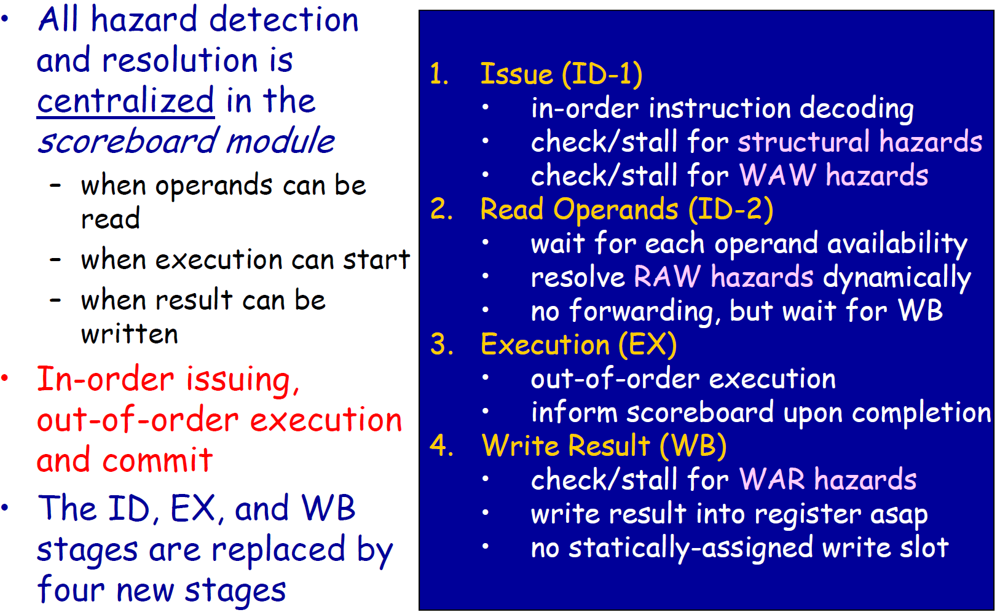 • All hazard detection
and resolution is
centralized in the
scoreboard module
– when operands can be
read
– when execution can start
– when result can be
written
• In-order issuing,
out-of-order execution
and commit
• The ID, EX, and WB
stages are replaced by
four new stages
1. Issue (ID-1)
• in-order instruction decoding
• check/stall for structural hazards
• check/stall for WAW hazards
2. Read Operands (ID-2)
• wait for each operand availability
• resolve RAW hazards dynamically
• no forwarding, but wait for WB
3. Execution (EX)
• out-of-order execution
• inform scoreboard upon completion
4. Write Result (WB)
• check/stall for WAR hazards
• write result into register asap
• no statically-assigned write slot